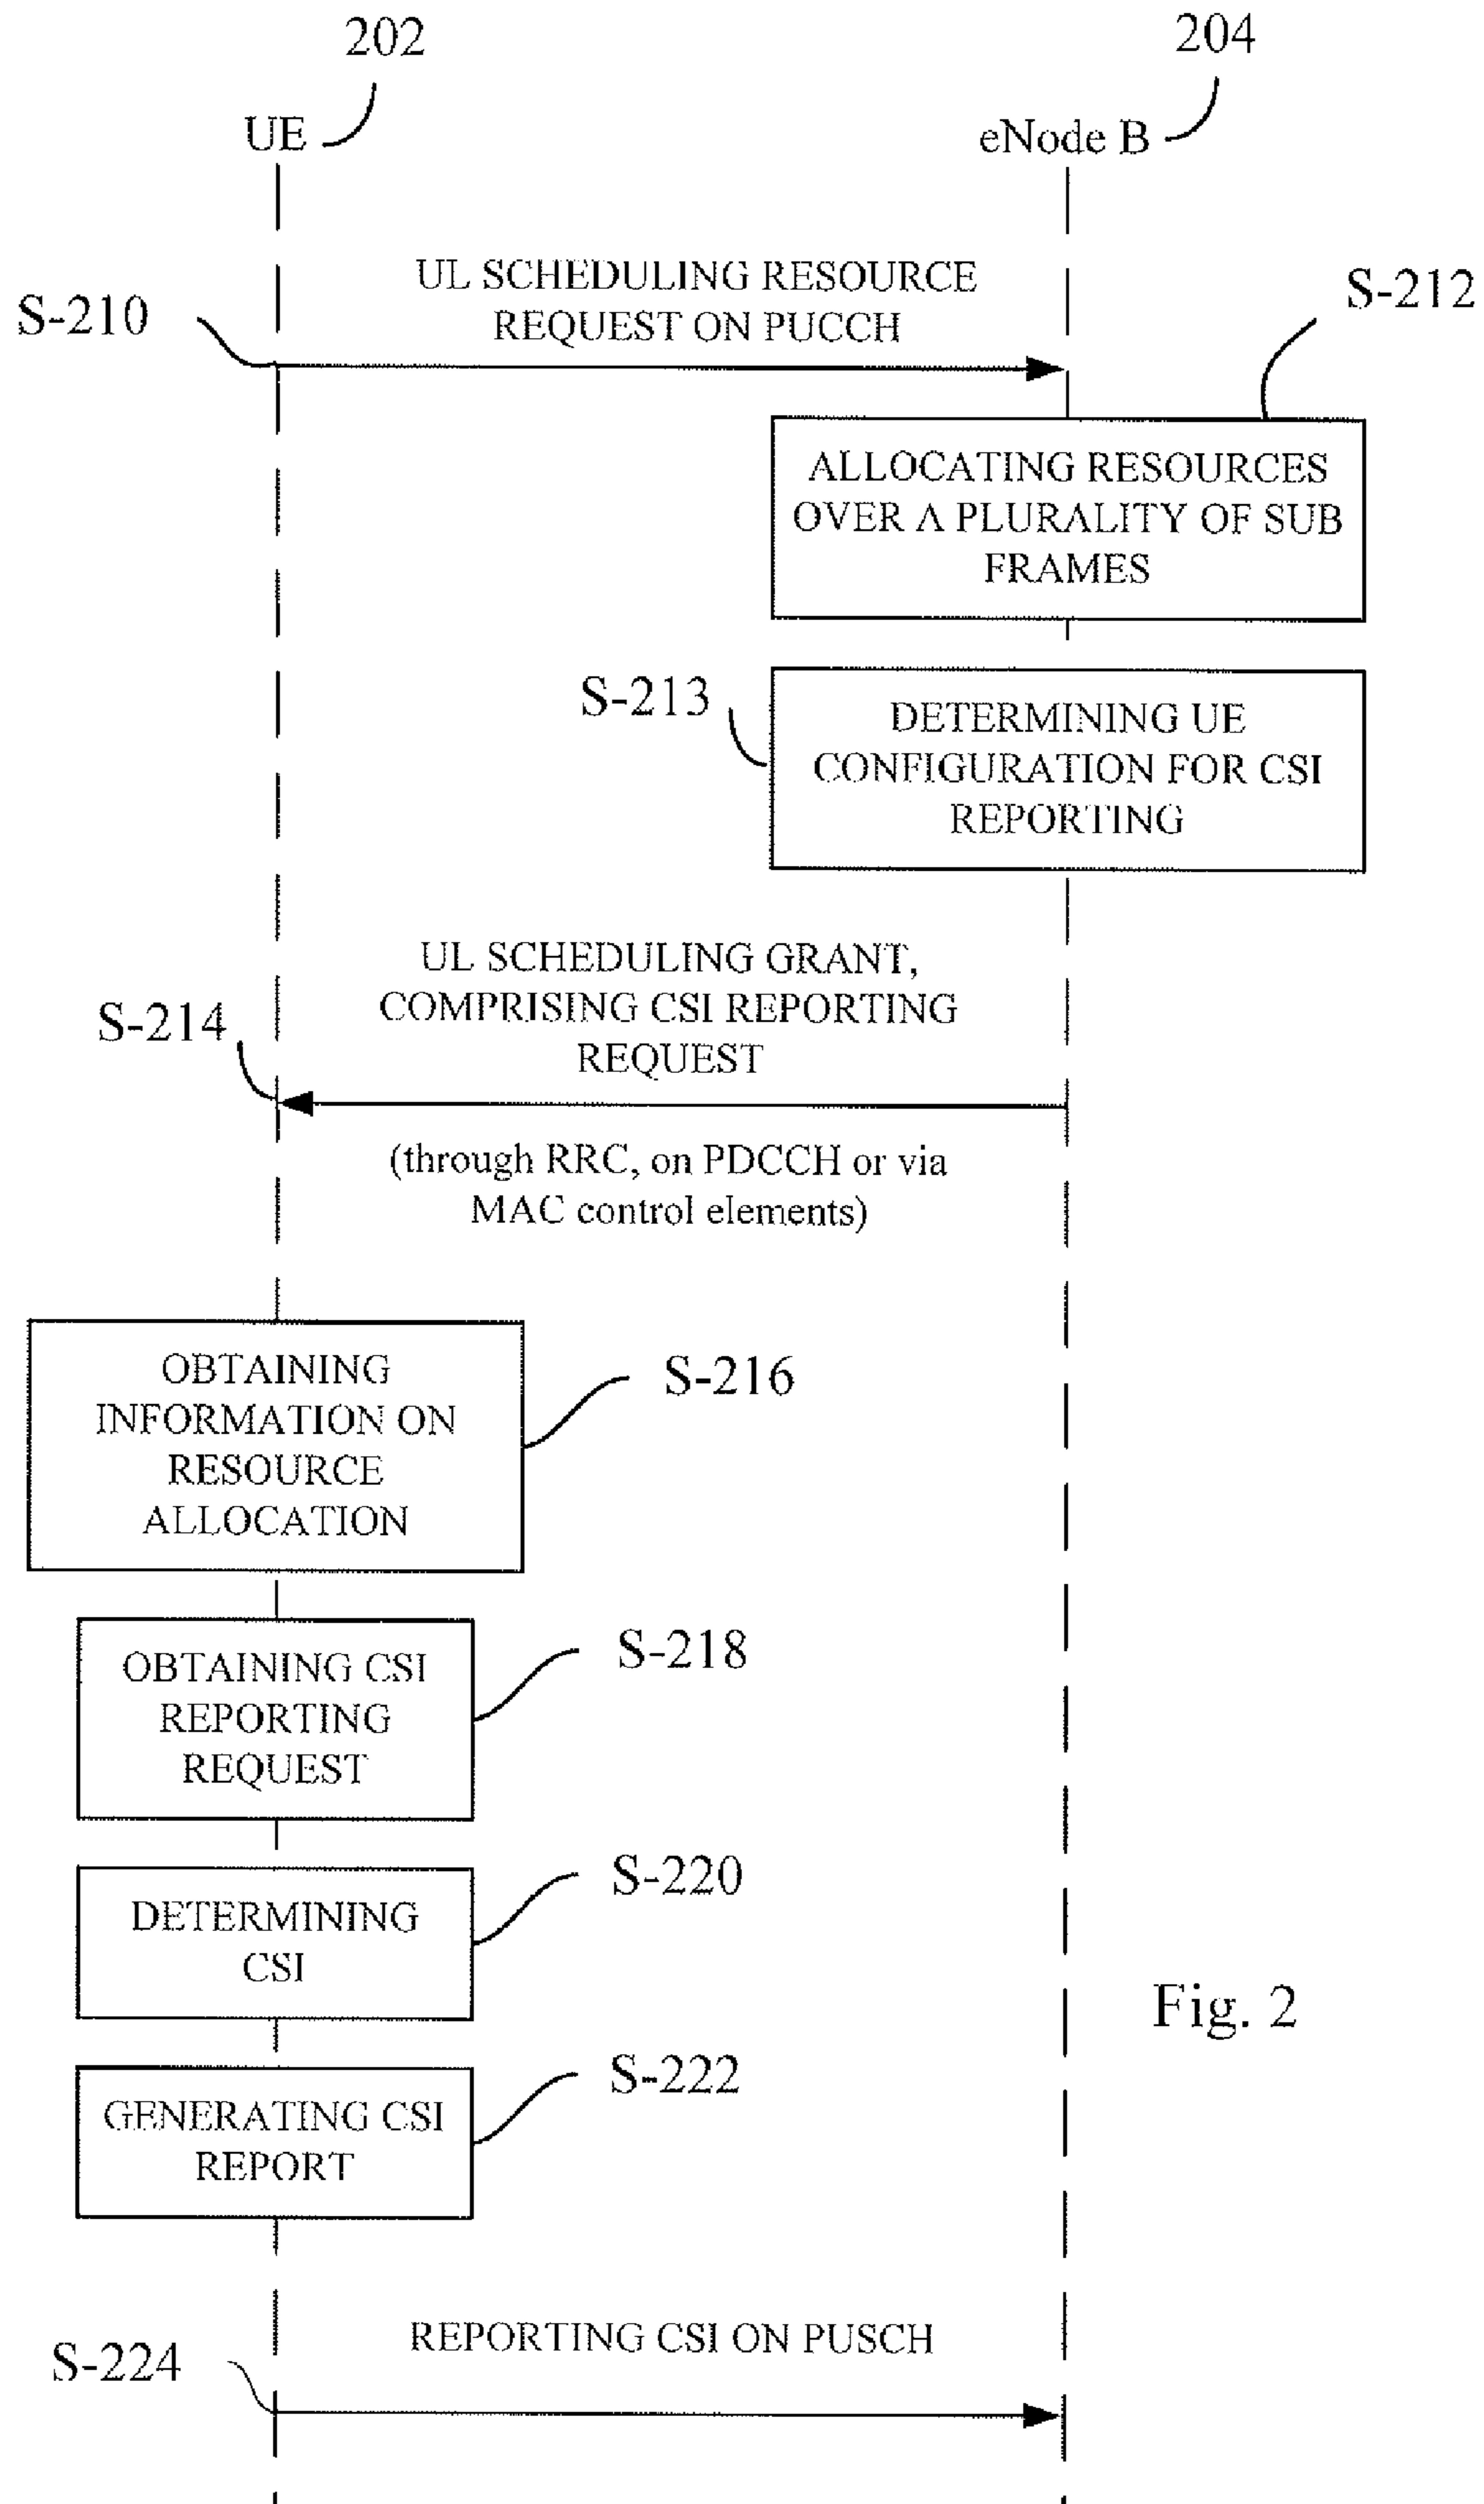 202
204
UE
eNode B
UL SCHEDULING RESOURCE
REQUEST ON PUCCH
S-210
S-212
ALLOCATING RESOURCES
OVER A PLURALITY OF SUB
FRAMES
S-213
DETERMINING UE
CONFIGURATION FOR CSI
REPORTING
UL SCHEDULING GRANT,
COMPRISING CSI REPORTING
REQUEST
S-214
(through RRC, on PDCCH or via
MAC control elements)
OBTAINING
INFORMATION ON
RESOURCE
ALLOCATION
S-216
OBTAINING CSI
REPORTING
REQUEST
S-218
DETERMINING
CSI
S-220
Fig. 2
GENERATING CSI
REPORT
S-222
REPORTING CSI ON PUSCH
S-224